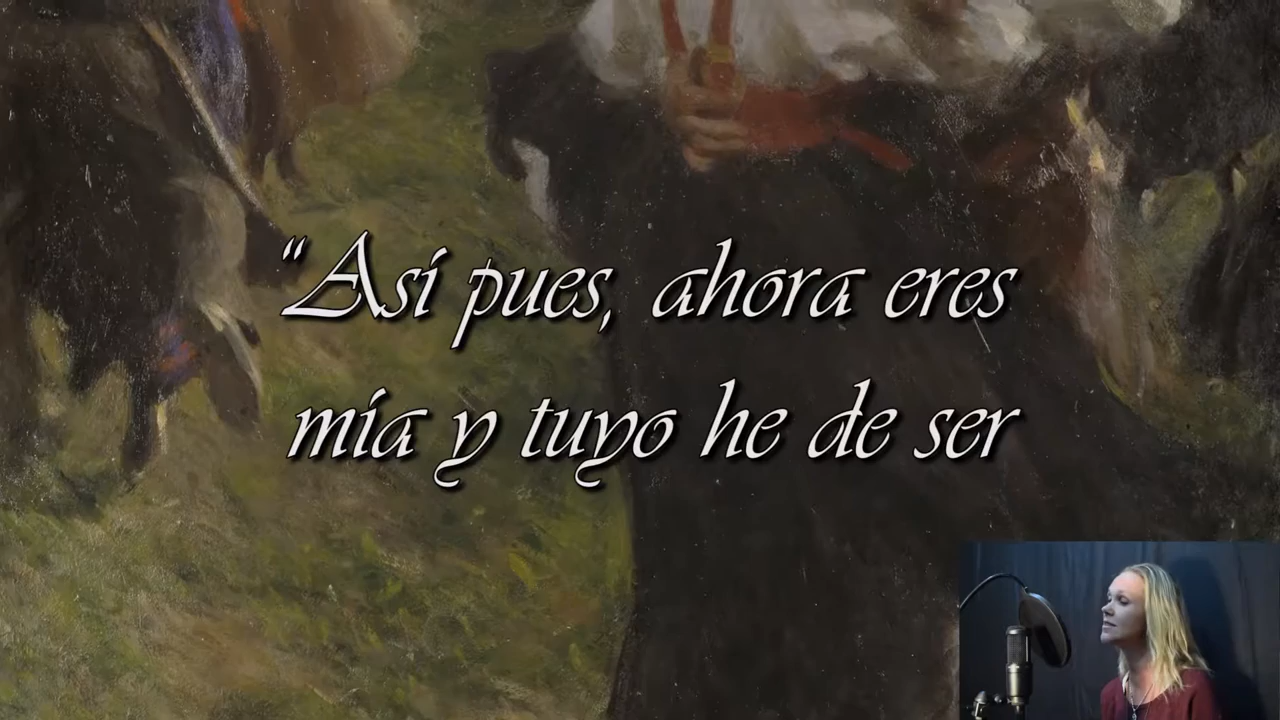 “Así pues, ahora eres
mía y tuyo he de ser